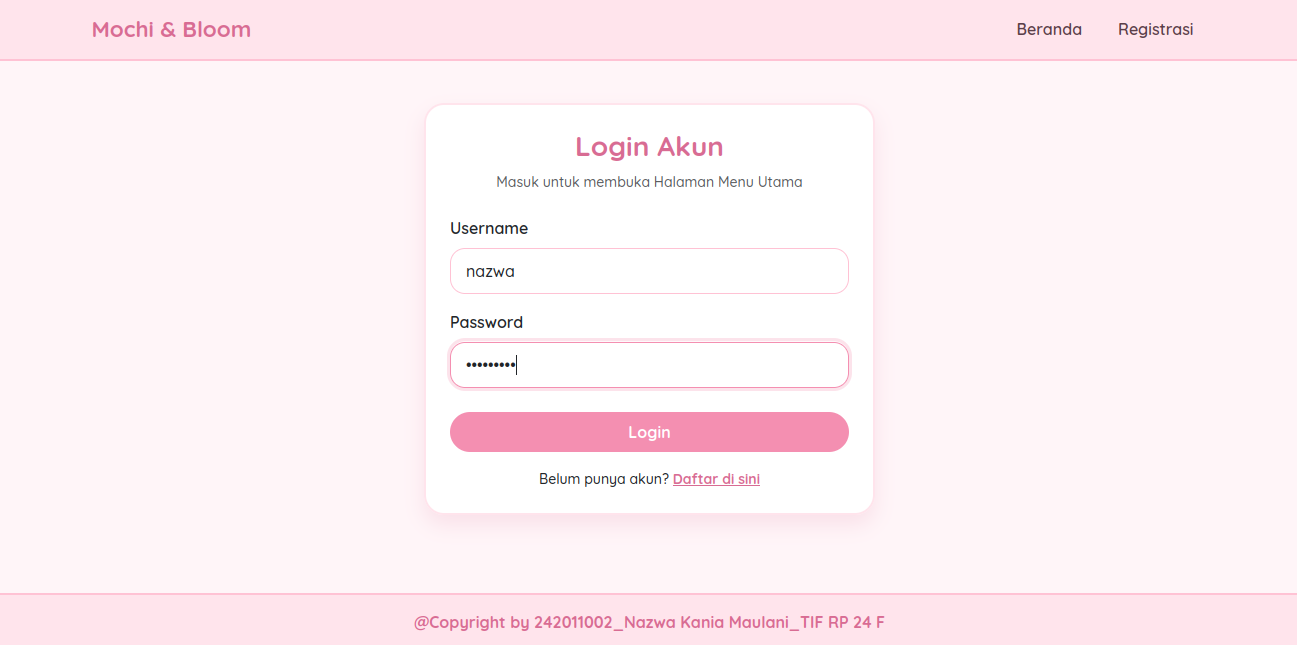 Mochi & Bloom
Beranda Registrasi
Login Akun
Masuk untuk membuka Halaman Menu Utama
Username
nazwa
Password
•••••••••
Login
Belum punya akun? Daftar di sini
@Copyright by 242011002_Nazwa Kania Maulani_TIF RP 24 F